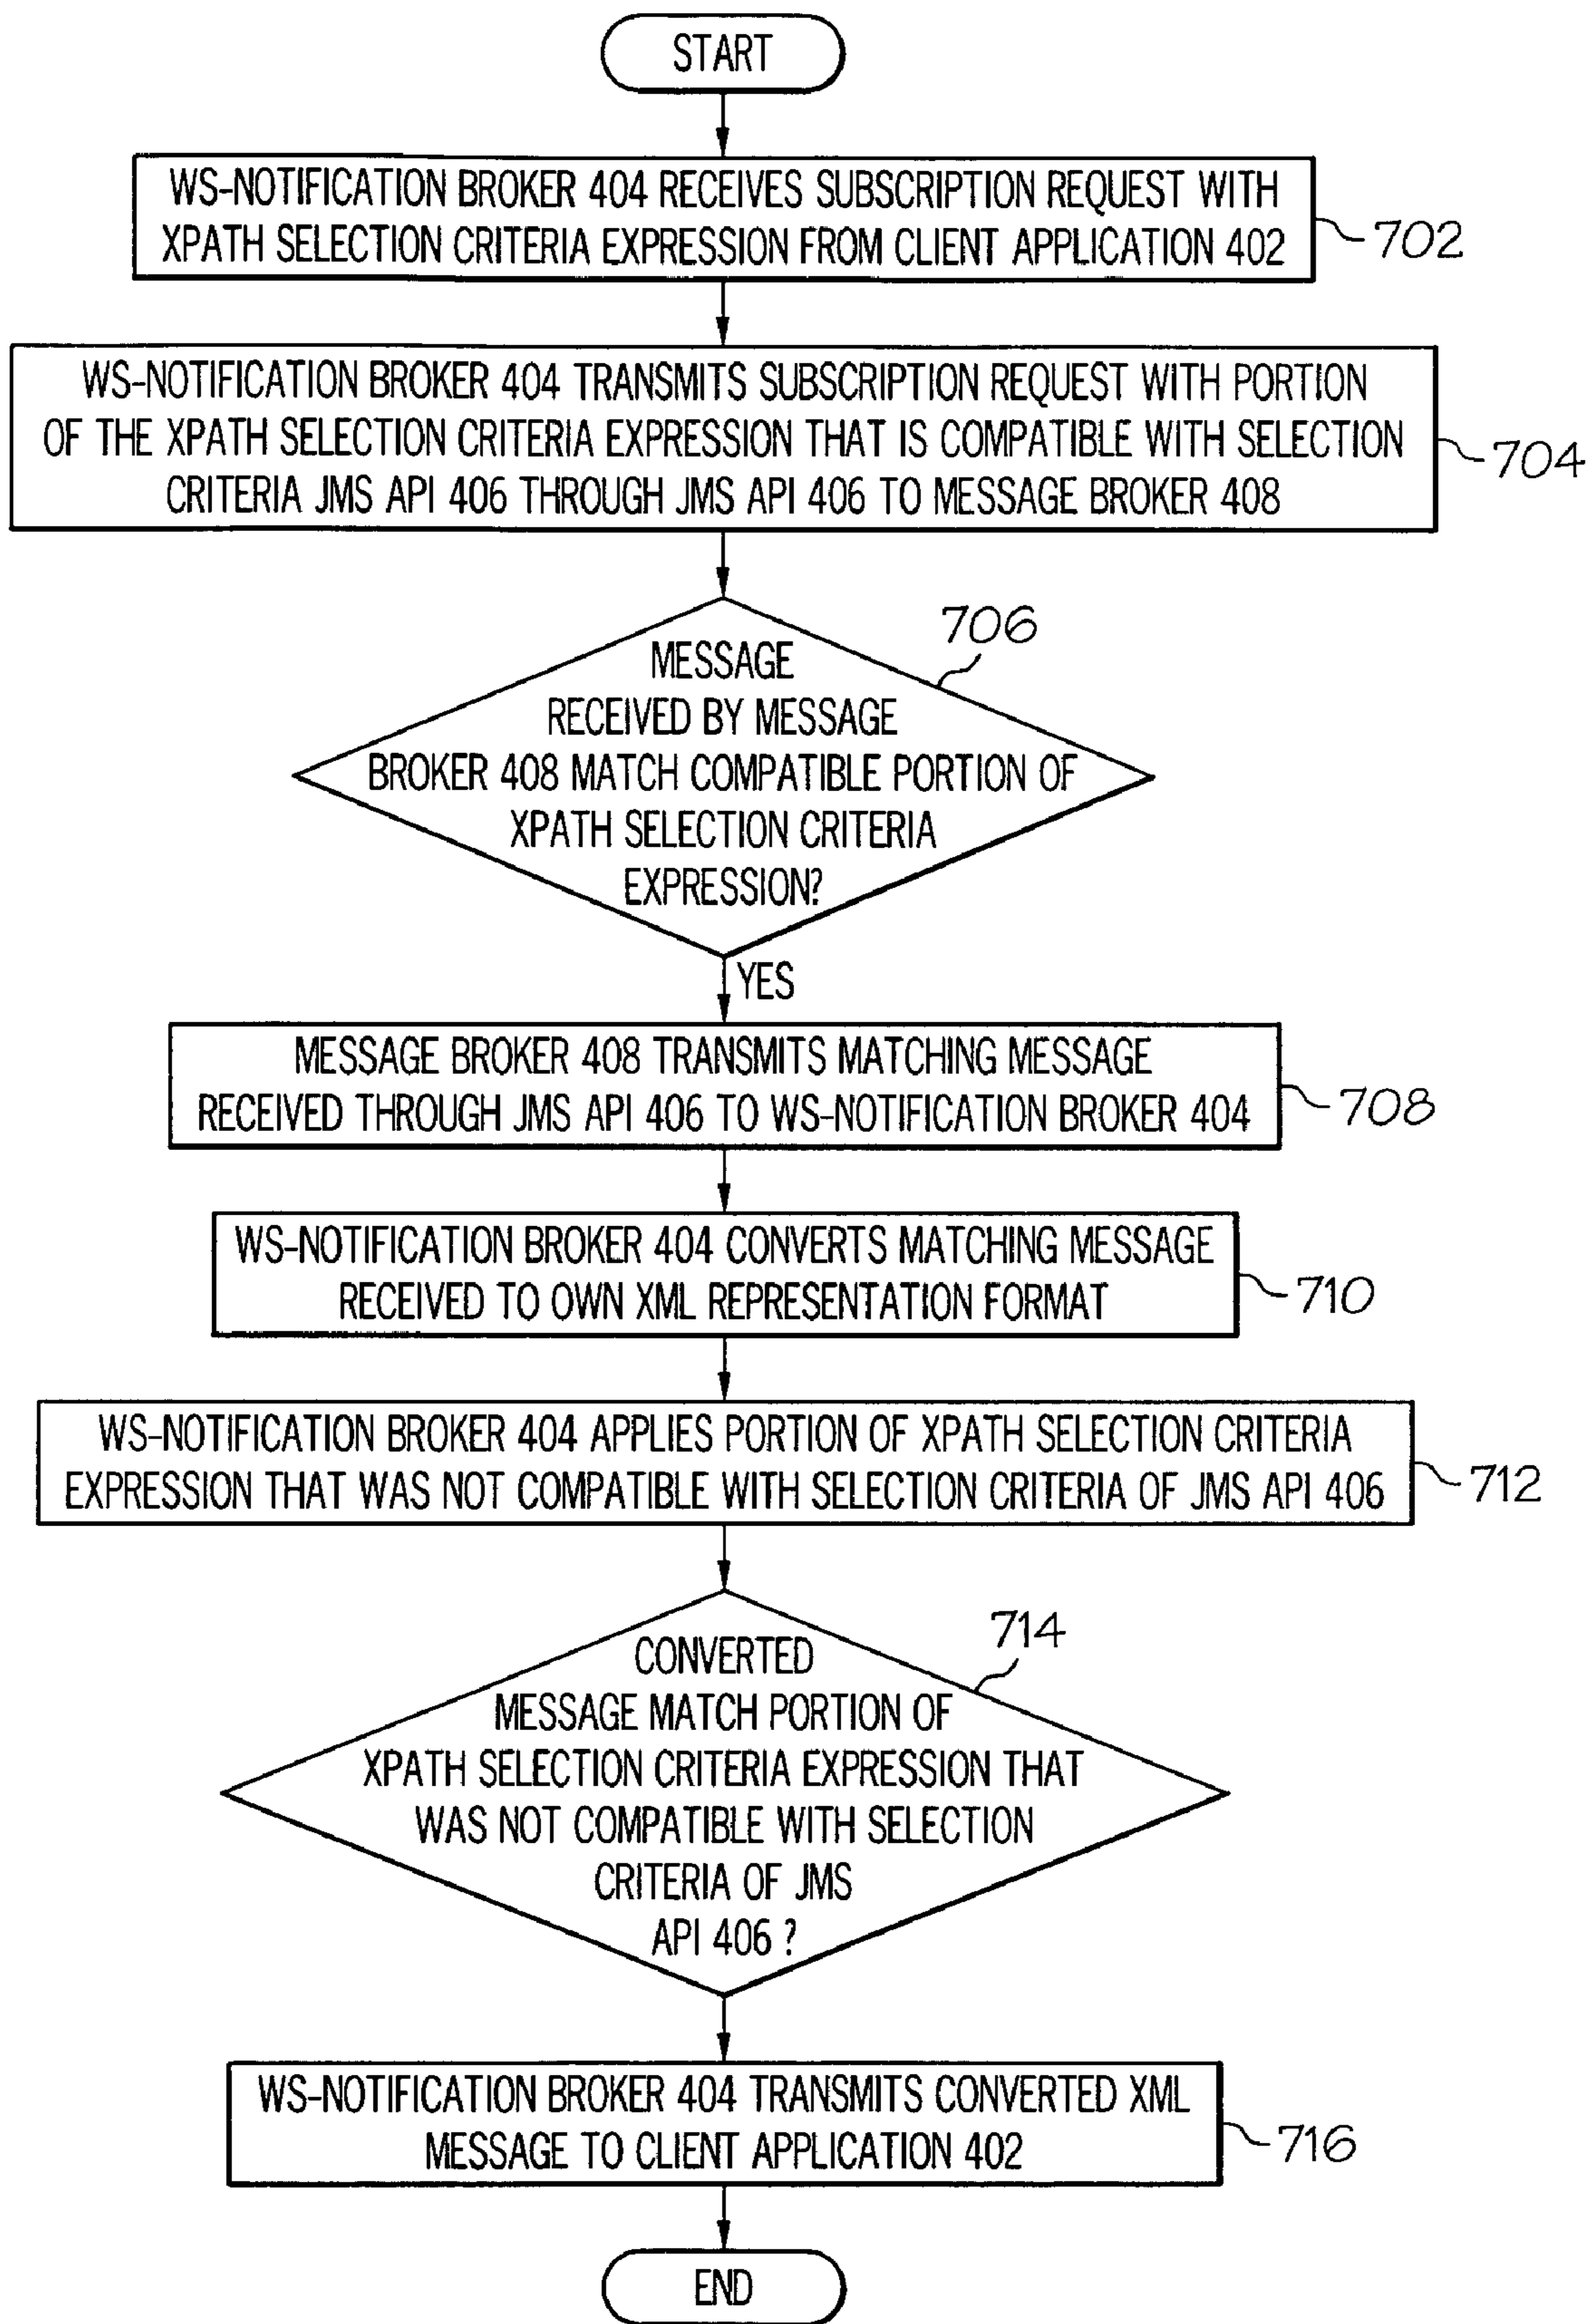 START
WS-NOTIFICATION BROKER 404 RECEIVES SUBSCRIPTION REQUEST WITH
XPATH SELECTION CRITERIA EXPRESSION FROM CLIENT APPLICATION 402
702
WS-NOTIFICATION BROKER 404 TRANSMITS SUBSCRIPTION REQUEST WITH PORTION
OF THE XPATH SELECTION CRITERIA EXPRESSION THAT IS COMPATIBLE WITH SELECTION
CRITERIA JMS API 406 THROUGH JMS API 406 TO MESSAGE BROKER 408
704
706
MESSAGE
RECEIVED BY MESSAGE
BROKER 408 MATCH COMPATIBLE PORTION OF
XPATH SELECTION CRITERIA
EXPRESSION?
YES
MESSAGE BROKER 408 TRANSMITS MATCHING MESSAGE
RECEIVED THROUGH JMS API 406 TO WS-NOTIFICATION BROKER 404
708
WS-NOTIFICATION BROKER 404 CONVERTS MATCHING MESSAGE
RECEIVED TO OWN XML REPRESENTATION FORMAT
710
WS-NOTIFICATION BROKER 404 APPLIES PORTION OF XPATH SELECTION CRITERIA
EXPRESSION THAT WAS NOT COMPATIBLE WITH SELECTION CRITERIA OF JMS API 406
712
714
CONVERTED
MESSAGE MATCH PORTION OF
XPATH SELECTION CRITERIA EXPRESSION THAT
WAS NOT COMPATIBLE WITH SELECTION
CRITERIA OF JMS
API 406 ?
WS-NOTIFICATION BROKER 404 TRANSMITS CONVERTED XML
MESSAGE TO CLIENT APPLICATION 402
716
END